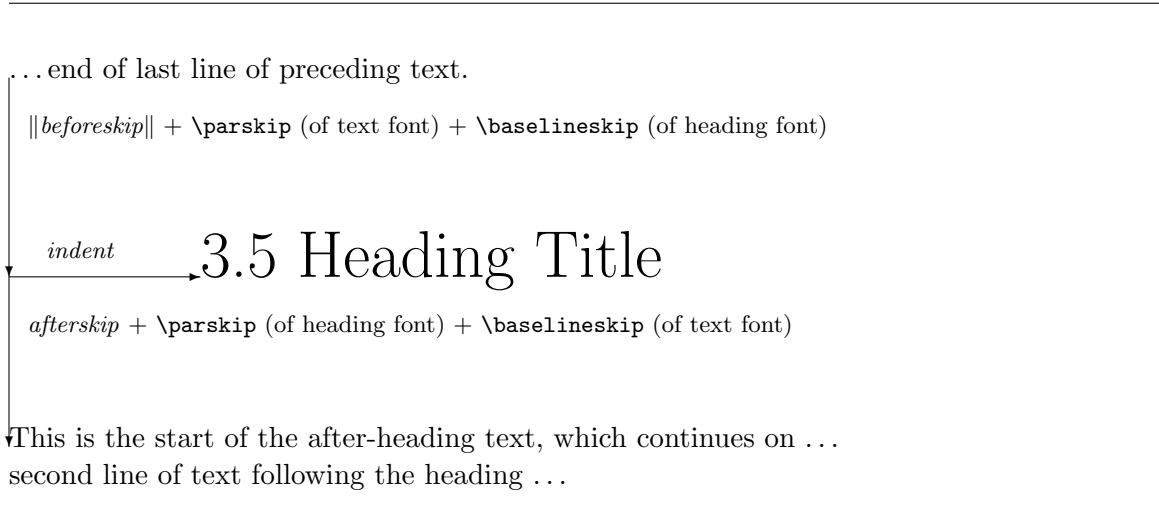 ...end of last line of preceding text.
‖beforeskip‖ + \parskip (of text font) + \baselineskip (of heading font)
indent
3.5 Heading Title
afterskip + \parskip (of heading font) + \baselineskip (of text font)
This is the start of the after-heading text, which continues on ...
second line of text following the heading ...